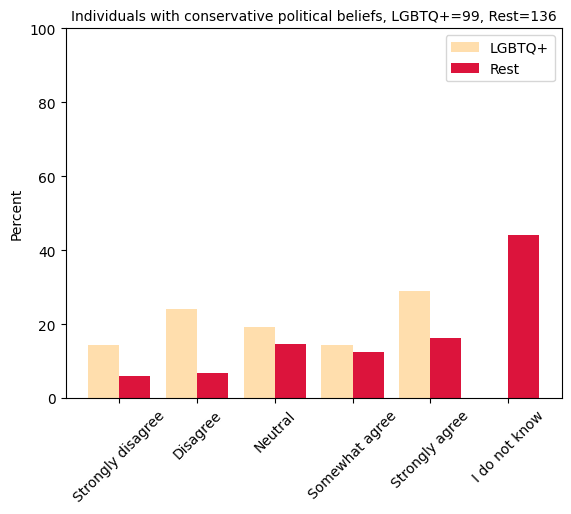 Individuals with conservative political beliefs, LGBTQ+=99, Rest=136
LGBTQ+
Rest
Percent
100
80
60
40
20
0
Strongly disagree
Disagree
Neutral
Somewhat agree
Strongly agree
I do not know